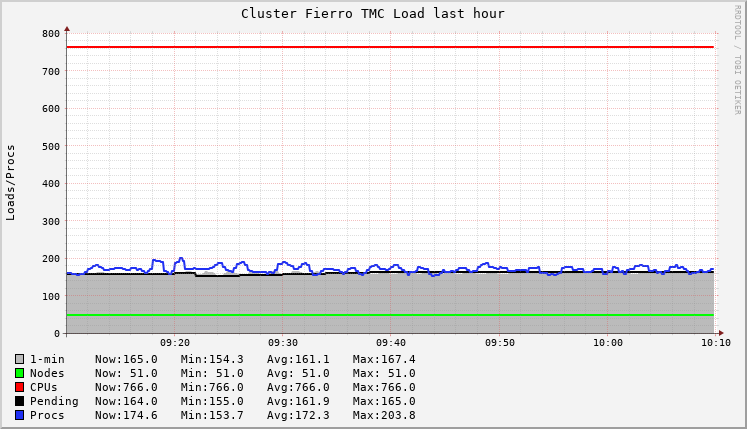 Cluster Fierro TMC Load last hour
RRDTOOL / TOBI OETIKER
Loads/Procs
800
700
600
500
400
300
200
100
0
09:20 09:30 09:40 09:50 10:00 10:10
1-min Now:165.0 Min:154.3 Avg:161.1 Max:167.4
Nodes Now: 51.0 Min: 51.0 Avg: 51.0 Max: 51.0
CPUs Now:766.0 Min:766.0 Avg:766.0 Max:766.0
Pending Now:164.0 Min:155.0 Avg:161.9 Max:165.0
Procs Now:174.6 Min:153.7 Avg:172.3 Max:203.8